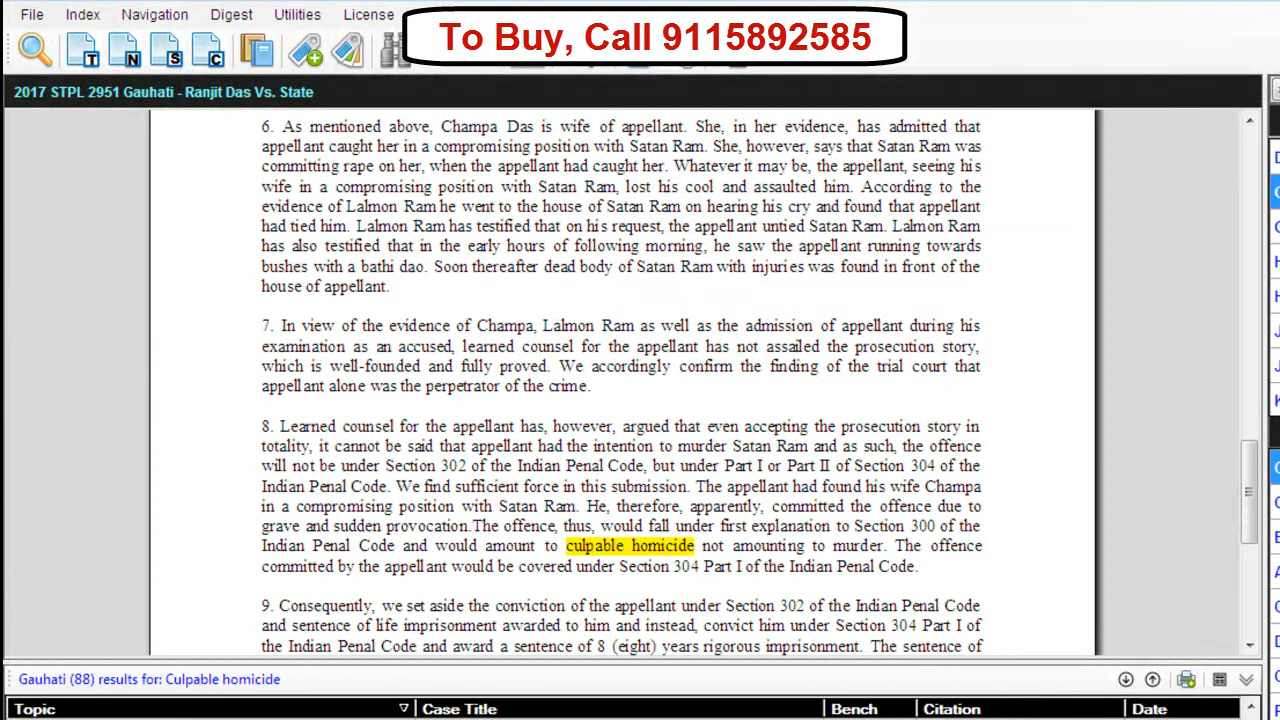 File Index Navigation Digest Utilities License
To Buy, Call 9115892585
T N S C
2017 STPL 2951 Gauhati - Ranjit Das Vs. State
6. As mentioned above, Champa Das is wife of appellant. She, in her evidence, has admitted that
appellant caught her in a compromising position with Satan Ram. She, however, says that Satan Ram was
committing rape on her, when the appellant had caught her. Whatever it may be, the appellant, seeing his
wife in a compromising position with Satan Ram, lost his cool and assaulted him. According to the
evidence of Lalmon Ram he went to the house of Satan Ram on hearing his cry and found that appellant
had tied him. Lalmon Ram has testified that on his request, the appellant untied Satan Ram. Lalmon Ram
has also testified that in the early hours of following morning, he saw the appellant running towards
bushes with a bathi dao. Soon thereafter dead body of Satan Ram with injuries was found in front of the
house of appellant.
7. In view of the evidence of Champa, Lalmon Ram as well as the admission of appellant during his
examination as an accused, learned counsel for the appellant has not assailed the prosecution story,
which is well-founded and fully proved. We accordingly confirm the finding of the trial court that
appellant alone was the perpetrator of the crime.
8. Learned counsel for the appellant has, however, argued that even accepting the prosecution story in
totality, it cannot be said that appellant had the intention to murder Satan Ram and as such, the offence
will not be under Section 302 of the Indian Penal Code, but under Part I or Part II of Section 304 of the
Indian Penal Code. We find sufficient force in this submission. The appellant had found his wife Champa
in a compromising position with Satan Ram. He, therefore, apparently, committed the offence due to
grave and sudden provocation.The offence, thus, would fall under first explanation to Section 300 of the
Indian Penal Code and would amount to culpable homicide not amounting to murder. The offence
committed by the appellant would be covered under Section 304 Part I of the Indian Penal Code.
9. Consequently, we set aside the conviction of the appellant under Section 302 of the Indian Penal Code
and sentence of life imprisonment awarded to him and instead, convict him under Section 304 Part I of
the Indian Penal Code and award a sentence of 8 (eight) years rigorous imprisonment. The sentence of
Gauhati (88) results for: Culpable homicide
Topic Case Title Bench Citation Date